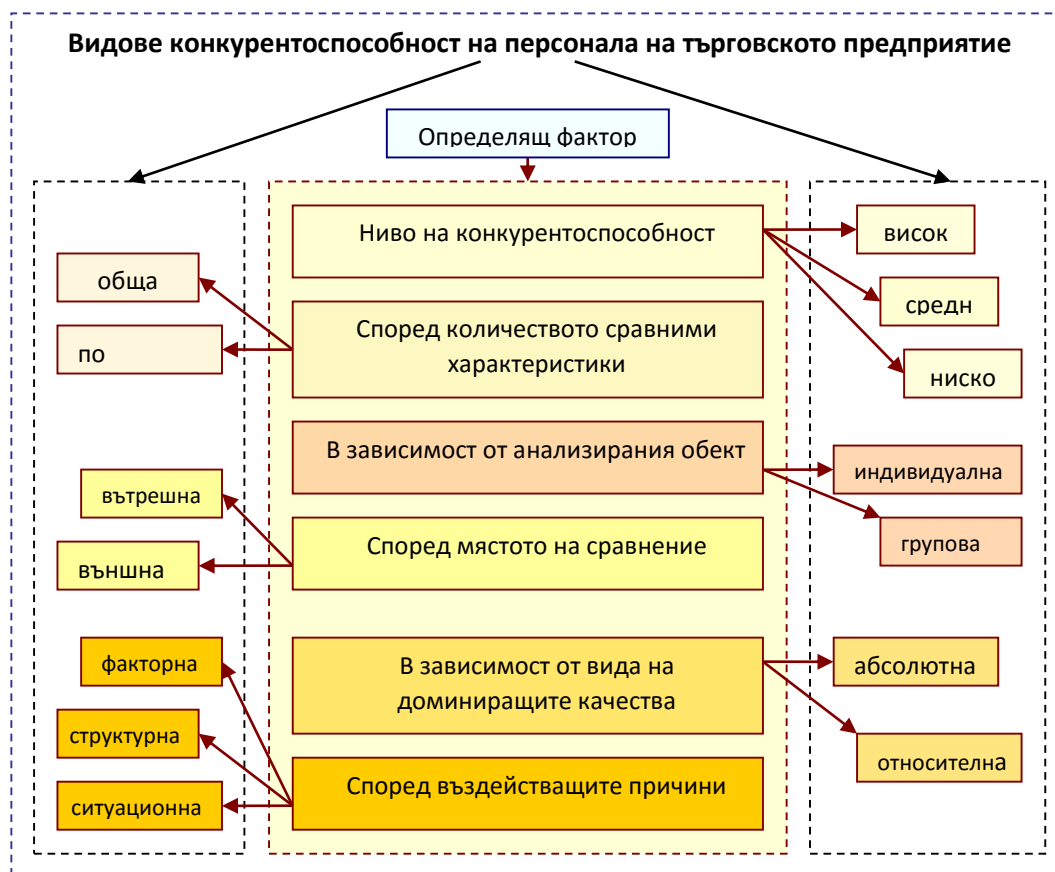 Видове конкурентоспособност на персонала на търговското предприятие
Определящ фактор
Ниво на конкурентоспособност
висок
средн
ниско
обща
по
Според количеството сравними
характеристики
В зависимост от анализирания обект
индивидуална
групова
вътрешна
външна
Според мястото на сравнение
факторна
структурна
ситуационна
В зависимост от вида на
доминиращите качества
абсолютна
относителна
Според въздействащите причини